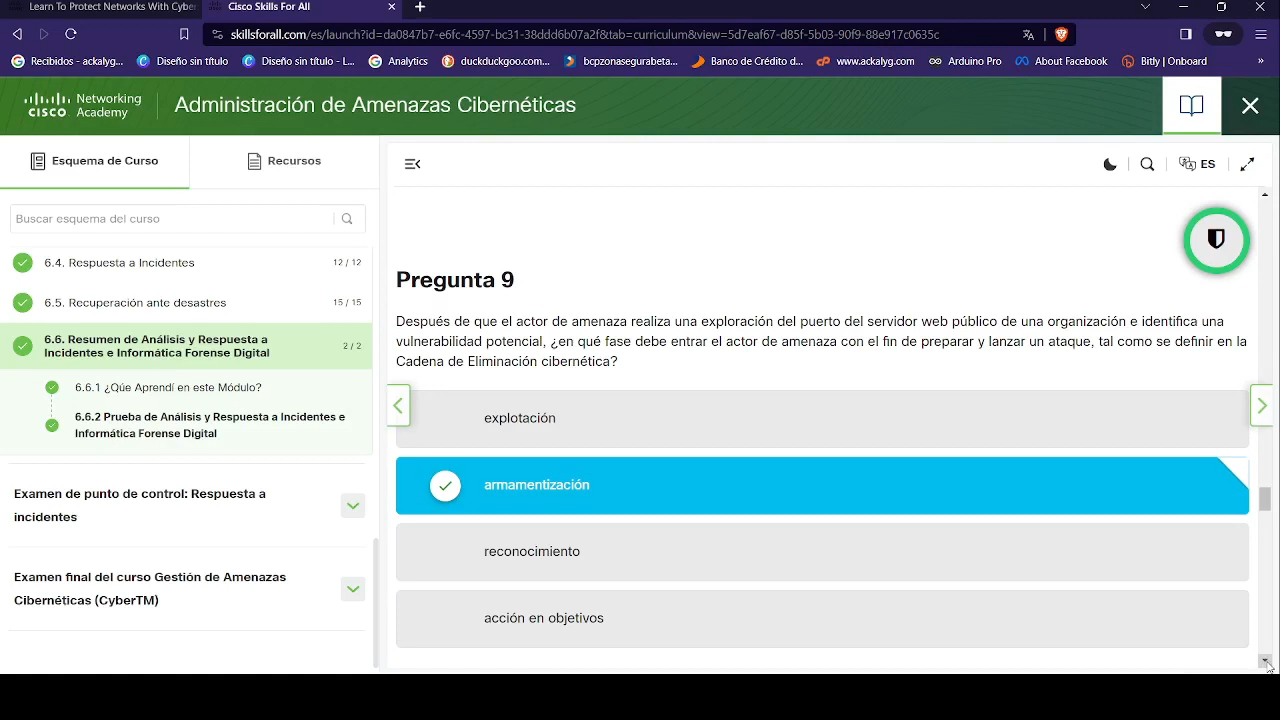 Learn To Protect Networks With Cyber
Cisco Skills For All
skillsforall.com/es/launch?id=da0847b7-e6fc-4597-bc31-38ddd6b07a2f&tab=curriculum&view=5d7eaf67-d85f-5b03-90f9-88e917c0635c
Recibidos - ackalyg...
Diseño sin título
Diseño sin título - L...
Analytics
duckduckgoo.com...
bcpzonasegurabeta...
Banco de Crédito d...
www.ackalyg.com
Arduino Pro
About Facebook
Bitly | Onboard
»
cisco Networking Academy
Administración de Amenazas Cibernéticas
Esquema de Curso
Recursos
ES
Buscar esquema del curso
6.4. Respuesta a Incidentes 12 / 12
6.5. Recuperación ante desastres 15 / 15
6.6. Resumen de Análisis y Respuesta a
Incidentes e Informática Forense Digital 2 / 2
6.6.1 ¿Qúe Aprendí en este Módulo?
6.6.2 Prueba de Análisis y Respuesta a Incidentes e
Informática Forense Digital
Examen de punto de control: Respuesta a
incidentes
Examen final del curso Gestión de Amenazas
Cibernéticas (CyberTM)
Pregunta 9
Después de que el actor de amenaza realiza una exploración del puerto del servidor web público de una organización e identifica una
vulnerabilidad potencial, ¿en qué fase debe entrar el actor de amenaza con el fin de preparar y lanzar un ataque, tal como se definir en la
Cadena de Eliminación cibernética?
explotación
armamentización
reconocimiento
acción en objetivos